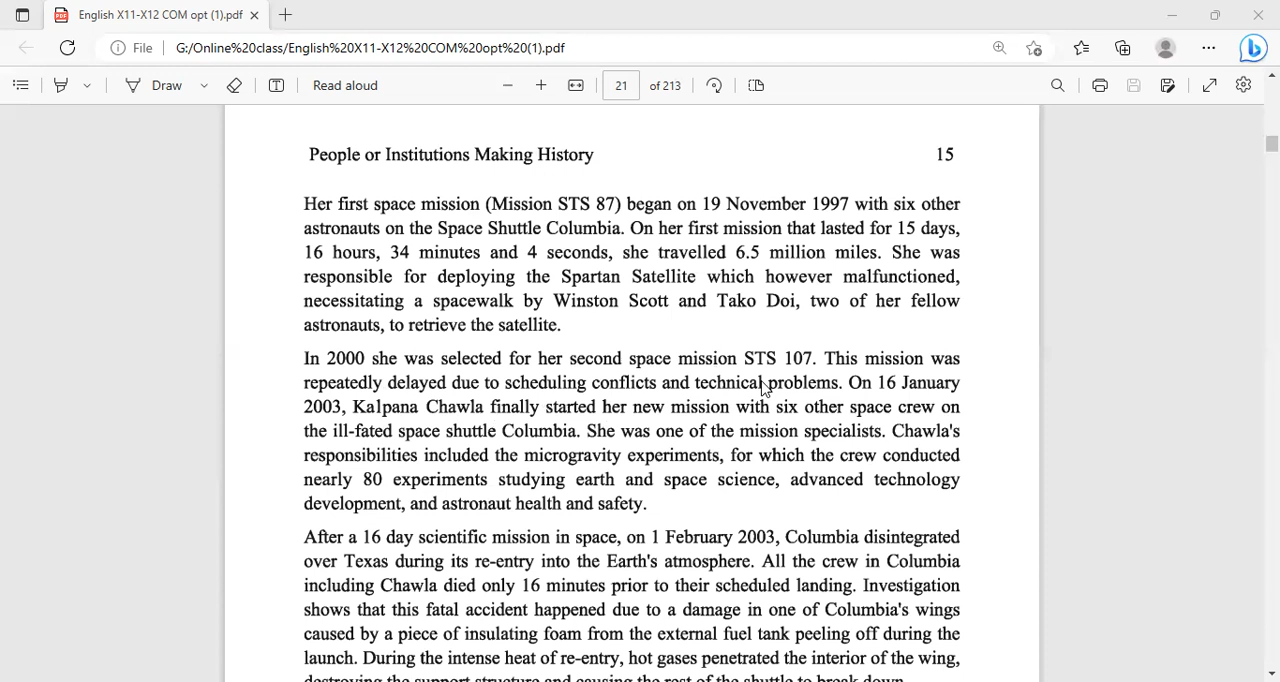 English X11-X12 COM opt (1).pdf
File G:/Online%20class/English%20X11-X12%20COM%20opt%20(1).pdf
Draw Read aloud 21 of 213
People or Institutions Making History 15
Her first space mission (Mission STS 87) began on 19 November 1997 with six other
astronauts on the Space Shuttle Columbia. On her first mission that lasted for 15 days,
16 hours, 34 minutes and 4 seconds, she travelled 6.5 million miles. She was
responsible for deploying the Spartan Satellite which however malfunctioned,
necessitating a spacewalk by Winston Scott and Tako Doi, two of her fellow
astronauts, to retrieve the satellite.
In 2000 she was selected for her second space mission STS 107. This mission was
repeatedly delayed due to scheduling conflicts and technical problems. On 16 January
2003, Kalpana Chawla finally started her new mission with six other space crew on
the ill-fated space shuttle Columbia. She was one of the mission specialists. Chawla's
responsibilities included the microgravity experiments, for which the crew conducted
nearly 80 experiments studying earth and space science, advanced technology
development, and astronaut health and safety.
After a 16 day scientific mission in space, on 1 February 2003, Columbia disintegrated
over Texas during its re-entry into the Earth's atmosphere. All the crew in Columbia
including Chawla died only 16 minutes prior to their scheduled landing. Investigation
shows that this fatal accident happened due to a damage in one of Columbia's wings
caused by a piece of insulating foam from the external fuel tank peeling off during the
launch. During the intense heat of re-entry, hot gases penetrated the interior of the wing,
destroying the support structure and causing the rest of the shuttle to break down.